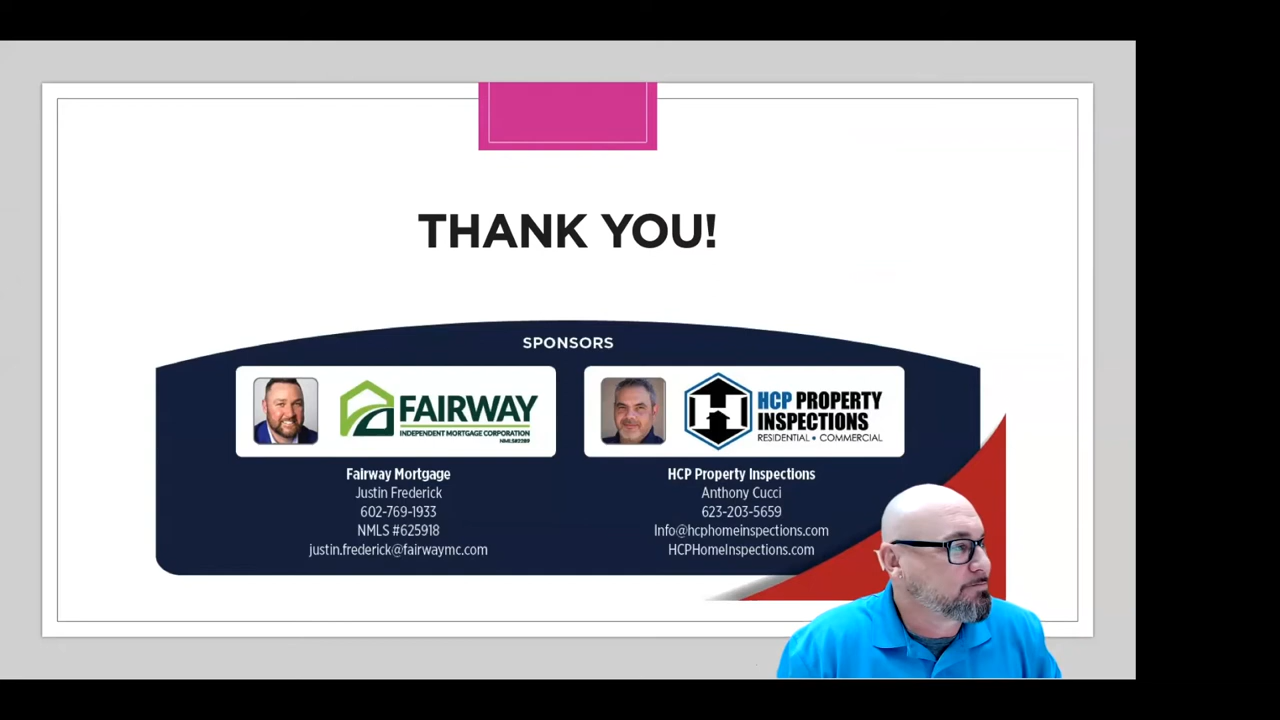 THANK YOU!
SPONSORS
FAIRWAY
INDEPENDENT MORTGAGE CORPORATION
NMLS#2289
Fairway Mortgage
Justin Frederick
602-769-1933
NMLS #625918
justin.frederick@fairwaymc.com
H
HCP PROPERTY
INSPECTIONS
RESIDENTIAL • COMMERCIAL
HCP Property Inspections
Anthony Cucci
623-203-5659
Info@hcphomeinspections.com
HCPHomeInspections.com